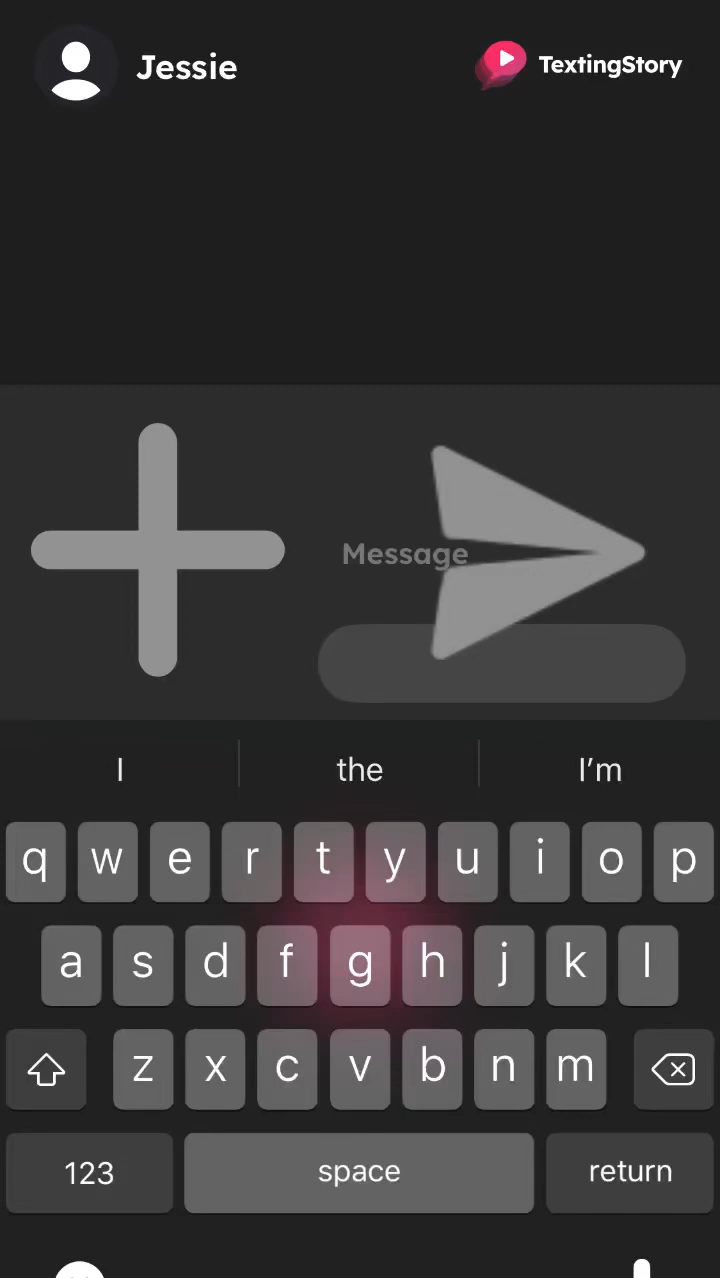 Jessie
TextingStory
Message
I the I’m
q w e r t y u i o p
a s d f g h j k l
z x c v b n m
123 space return